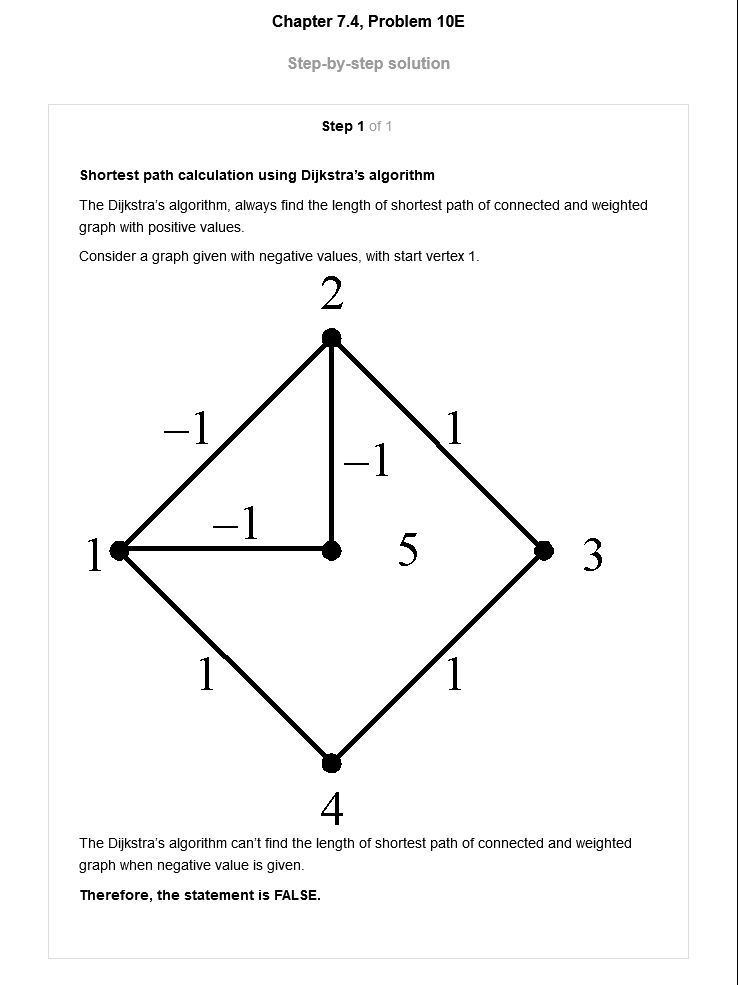 Chapter 7.4, Problem 10E
Step-by-step solution
Step 1 of 1
Shortest path calculation using Dijkstra's algorithm
The Dijkstra's algorithm, always find the length of shortest path of connected and weighted
graph with positive values.
Consider a graph given with negative values, with start vertex 1.
2
−1
1
−1
−1
1
5
3
1
1
4
The Dijkstra's algorithm can't find the length of shortest path of connected and weighted
graph when negative value is given.
Therefore, the statement is FALSE.